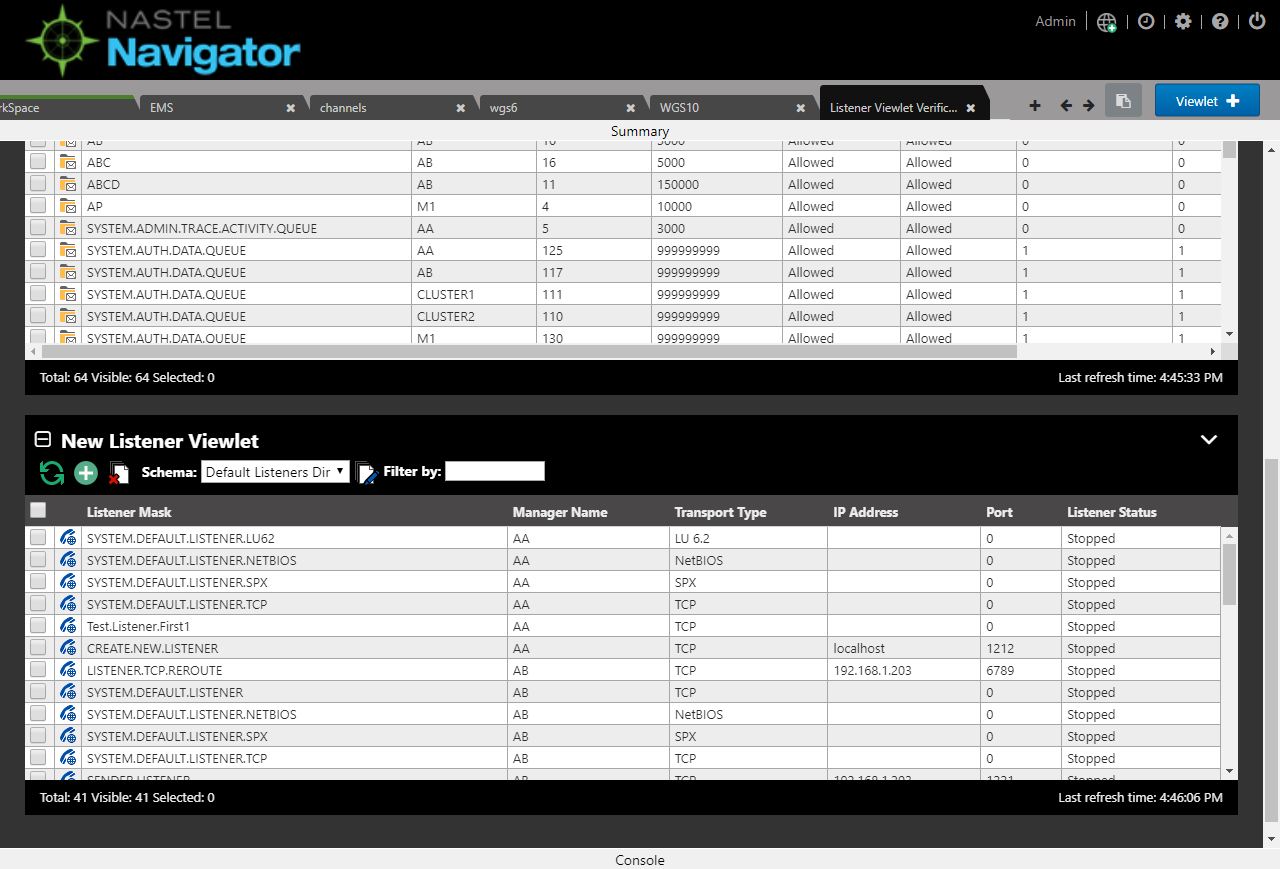 NASTEL
Navigator
Admin
rkSpace
EMS
channels
wgs6
WGS10
Listener Viewlet Verific...
Viewlet
Summary
AB AB 16 5000 Allowed Allowed 0 0
ABC AB 16 5000 Allowed Allowed 0 0
ABCD AB 11 150000 Allowed Allowed 0 0
AP M1 4 10000 Allowed Allowed 0 0
SYSTEM.ADMIN.TRACE.ACTIVITY.QUEUE AA 5 3000 Allowed Allowed 0 0
SYSTEM.AUTH.DATA.QUEUE AA 125 999999999 Allowed Allowed 1 1
SYSTEM.AUTH.DATA.QUEUE AB 117 999999999 Allowed Allowed 1 1
SYSTEM.AUTH.DATA.QUEUE CLUSTER1 111 999999999 Allowed Allowed 1 1
SYSTEM.AUTH.DATA.QUEUE CLUSTER2 110 999999999 Allowed Allowed 1 1
SYSTEM.AUTH.DATA.QUEUE M1 130 999999999 Allowed Allowed 1 1
Total: 64 Visible: 64 Selected: 0 Last refresh time: 4:45:33 PM
New Listener Viewlet
Schema: Default Listeners Dir Filter by:
Listener Mask Manager Name Transport Type IP Address Port Listener Status
SYSTEM.DEFAULT.LISTENER.LU62 AA LU 6.2 0 Stopped
SYSTEM.DEFAULT.LISTENER.NETBIOS AA NetBIOS 0 Stopped
SYSTEM.DEFAULT.LISTENER.SPX AA SPX 0 Stopped
SYSTEM.DEFAULT.LISTENER.TCP AA TCP 0 Stopped
Test.Listener.First1 AA TCP 0 Stopped
CREATE.NEW.LISTENER AA TCP localhost 1212 Stopped
LISTENER.TCP.REROUTE AB TCP 192.168.1.203 6789 Stopped
SYSTEM.DEFAULT.LISTENER AB TCP 0 Stopped
SYSTEM.DEFAULT.LISTENER.NETBIOS AB NetBIOS 0 Stopped
SYSTEM.DEFAULT.LISTENER.SPX AB SPX 0 Stopped
SYSTEM.DEFAULT.LISTENER.TCP AB TCP 0 Stopped
SENDER.LISTENER AB TCP 192.168.1.203 1221 Stopped
Total: 41 Visible: 41 Selected: 0 Last refresh time: 4:46:06 PM
Console